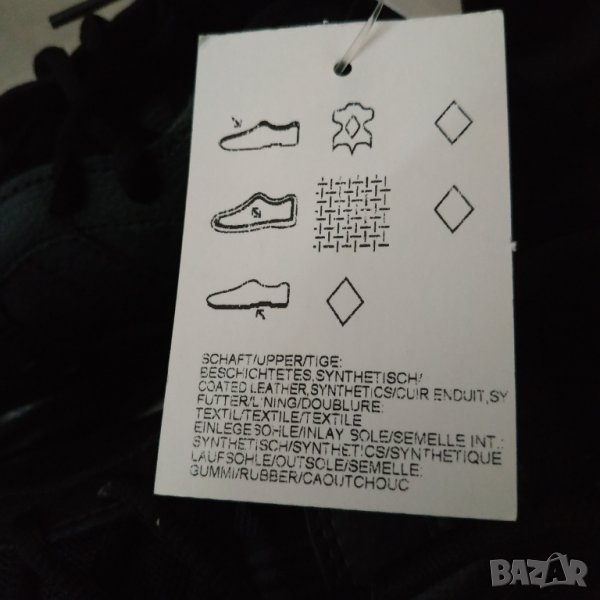 SCHAFT/UPPER/TIGE:
BESCHICHTETES,SYNTHETISCH/
COATED LEATHER,SYNTHETICS/CUIR ENDUIT,SY
FUTTER/LINING/DOUBLURE:
TEXTIL/TEXTILE/TEXTILE
EINLEGESOHLE/INLAY SOLE/SEMELLE INT.:
SYNTHETISCH/SYNTHETICS/SYNTHETIQUE
LAUFSOHLE/OUTSOLE/SEMELLE:
GUMMI/RUBBER/CAOUTCHOUC
BAZAR